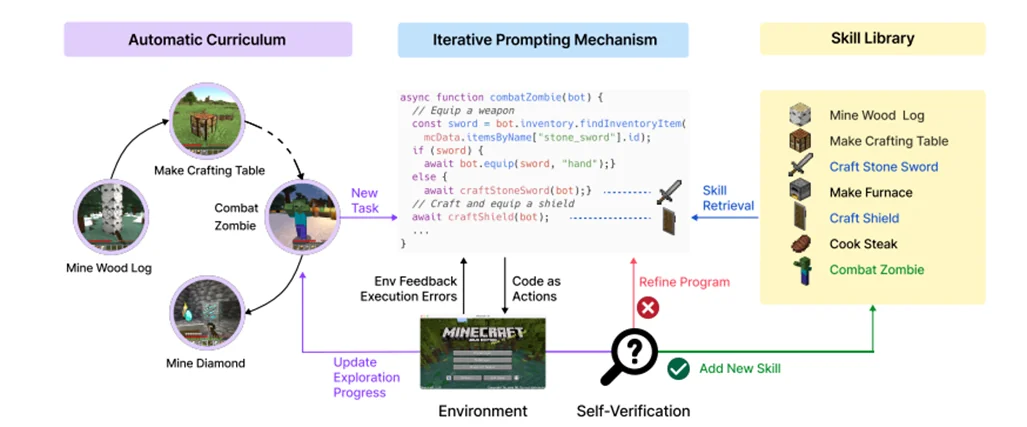 Automatic Curriculum
Iterative Prompting Mechanism
Skill Library
Make Crafting Table
Mine Wood Log
Combat
Zombie
Mine Diamond
New
Task
async function combatZombie(bot) {
// Equip a weapon
const sword = bot.inventory.findInventoryItem(
mcData.itemsByName["stone_sword"].id);
if (sword) {
await bot.equip(sword, "hand");}
else {
await craftStoneSword(bot);}
// Craft and equip a shield
await craftShield(bot);
...
}
Skill
Retrieval
Mine Wood Log
Make Crafting Table
Craft Stone Sword
Make Furnace
Craft Shield
Cook Steak
Combat Zombie
Env Feedback
Execution Errors
Code as
Actions
Refine Program
Update
Exploration
Progress
MINECRAFT
?
Add New Skill
Environment
Self-Verification